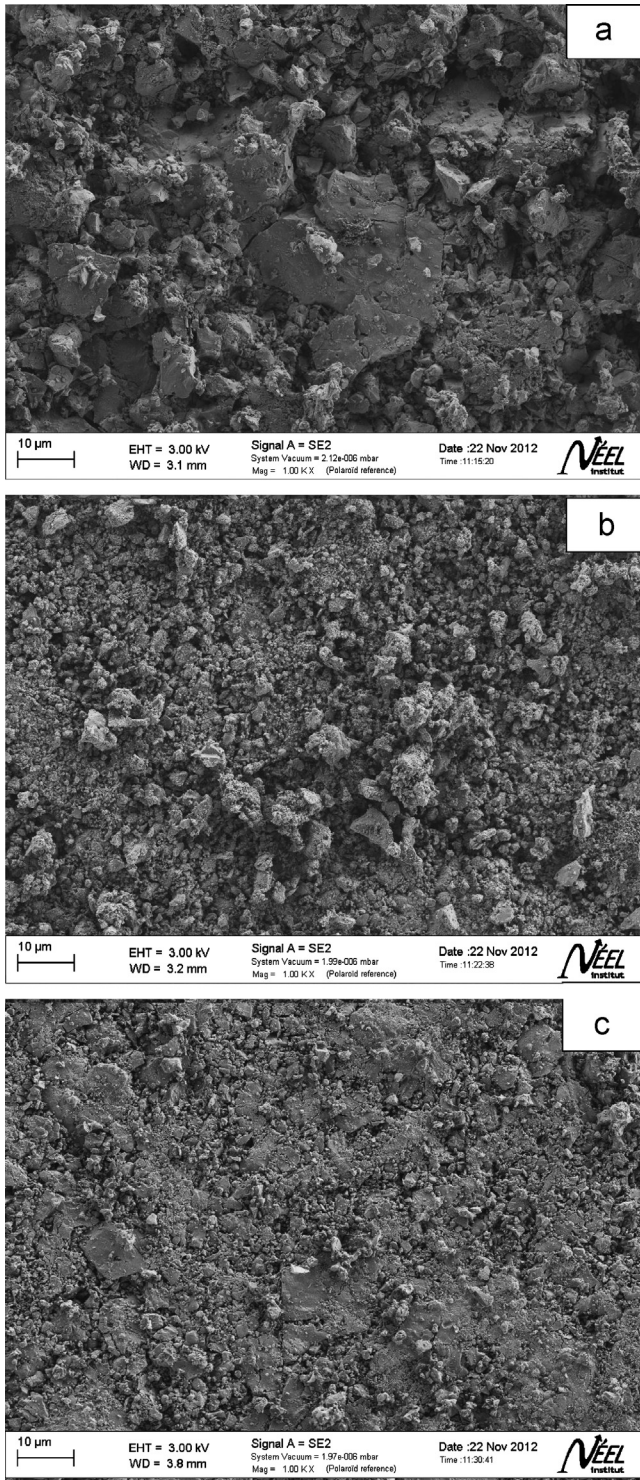 a
10 µm
EHT = 3.00 kV
WD = 3.1 mm
Signal A = SE2
System Vacuum = 2.12e-006 mbar
Mag = 1.00 K X (Polaroid reference)
Date :22 Nov 2012
Time :11:15:20
NÉEL
institut
b
10 µm
EHT = 3.00 kV
WD = 3.2 mm
Signal A = SE2
System Vacuum = 1.99e-006 mbar
Mag = 1.00 K X (Polaroid reference)
Date :22 Nov 2012
Time :11:22:38
NÉEL
institut
c
10 µm
EHT = 3.00 kV
WD = 3.8 mm
Signal A = SE2
System Vacuum = 1.97e-006 mbar
Mag = 1.00 K X (Polaroid reference)
Date :22 Nov 2012
Time :11:30:41
NÉEL
institut